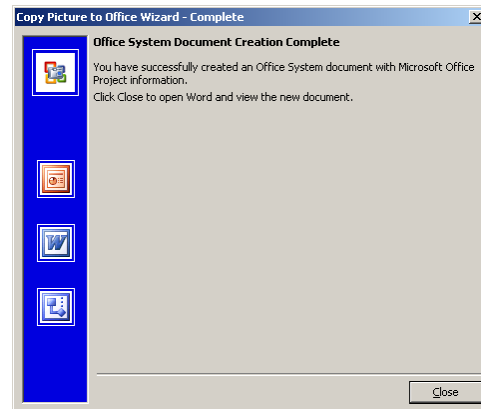 Copy Picture to Office Wizard - Complete
Office System Document Creation Complete
You have successfully created an Office System document with Microsoft Office
Project information.
Click Close to open Word and view the new document.
W
Close